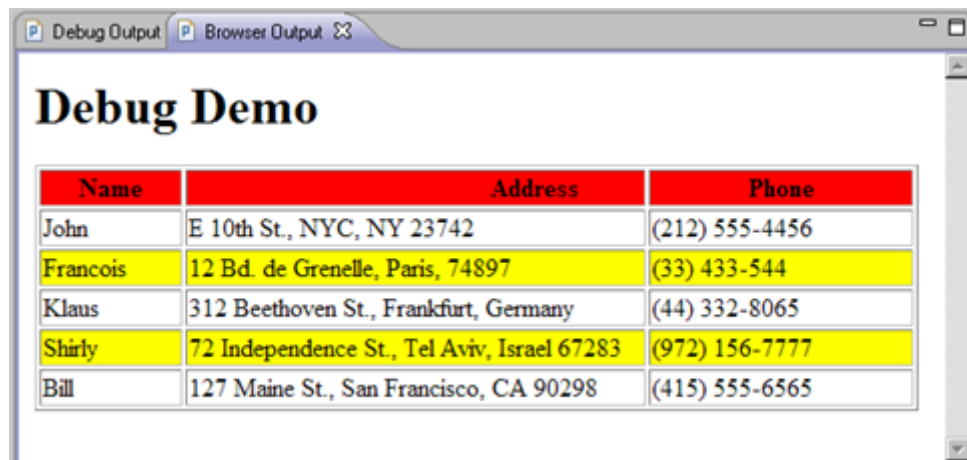 Debug Output Browser Output
Debug Demo
Name Address Phone
John E 10th St., NYC, NY 23742 (212) 555-4456
Francois 12 Bd. de Grenelle, Paris, 74897 (33) 433-544
Klaus 312 Beethoven St., Frankfurt, Germany (44) 332-8065
Shirly 72 Independence St., Tel Aviv, Israel 67283 (972) 156-7777
Bill 127 Maine St., San Francisco, CA 90298 (415) 555-6565